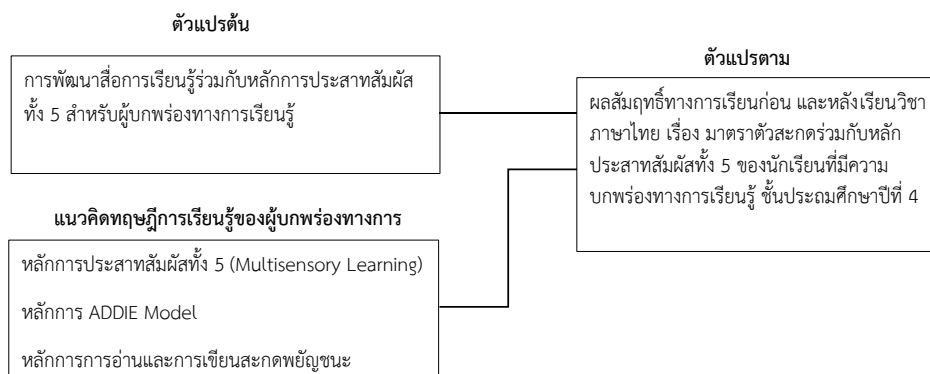 ตัวแปรต้น
การพัฒนาสื่อการเรียนรู้ร่วมกับหลักการประสาทสัมผัส
ทั้ง 5 สำหรับผู้บกพร่องทางการเรียนรู้
แนวคิดทฤษฎีการเรียนรู้ของผู้บกพร่องทางการ
หลักการประสาทสัมผัสทั้ง 5 (Multisensory Learning)
หลักการ ADDIE Model
หลักการการอ่านและการเขียนสะกดพยัญชนะ
ตัวแปรตาม
ผลสัมฤทธิ์ทางการเรียนก่อน และหลังเรียนวิชา
ภาษาไทย เรื่อง มาตราตัวสะกดร่วมกับหลัก
ประสาทสัมผัสทั้ง 5 ของนักเรียนที่มีความ
บกพร่องทางการเรียนรู้ ชั้นประถมศึกษาปีที่ 4